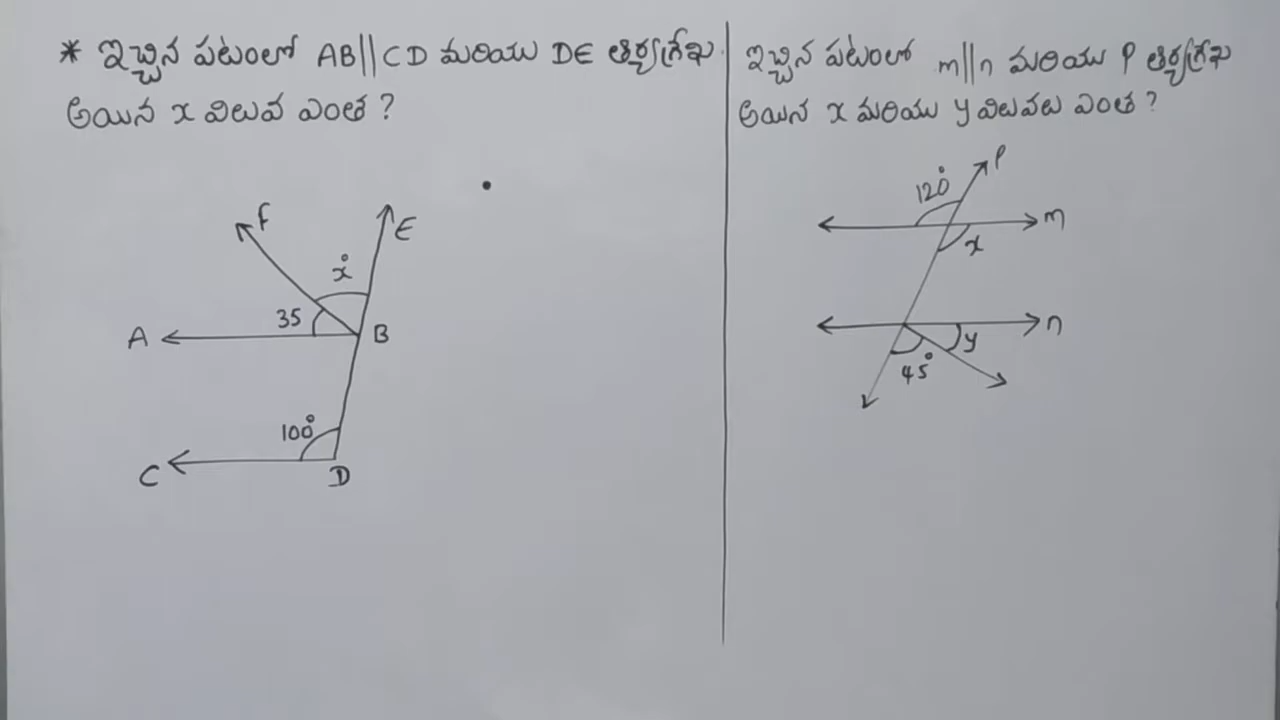 * ఇచ్చిన పటంలో AB||CD మరియు DE తిర్యగ్రేఖ
అయిన x విలువ ఎంత ?
F
E
x°
35
A
B
100°
C
D
ఇచ్చిన పటంలో m||n మరియు P తిర్యగ్రేఖ
అయిన x మరియు y విలువలు ఎంత ?
P
120°
m
x
n
y
45°